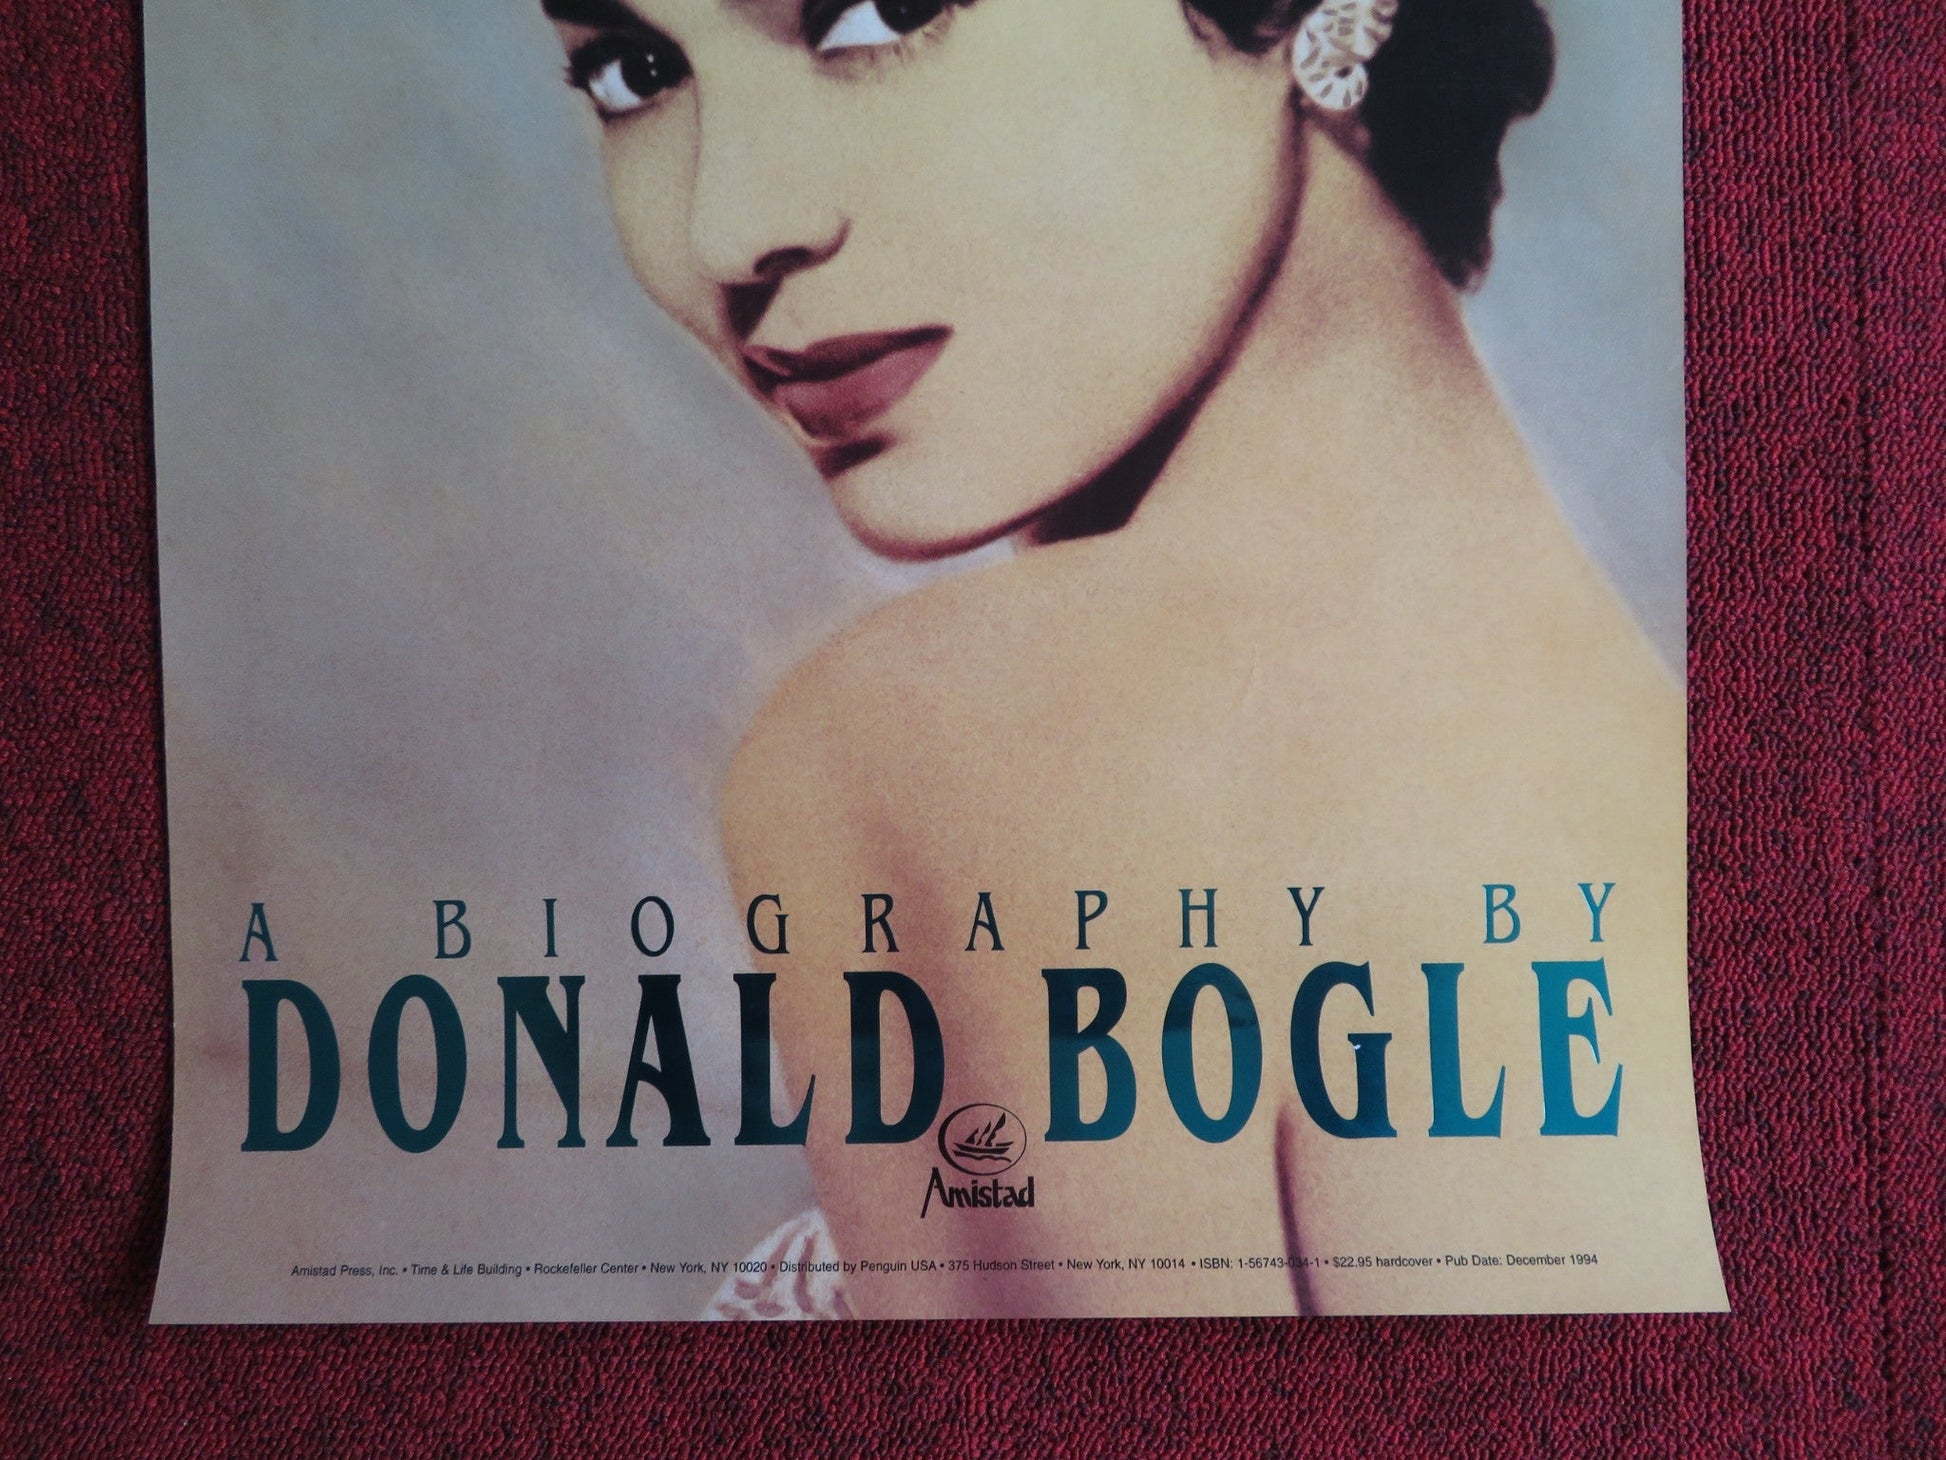 A BIOGRAPHY BY
DONALD BOGLE
Amistad
Amistad Press, Inc. • Time & Life Building • Rockefeller Center • New York, NY 10020 • Distributed by Penguin USA • 375 Hudson Street • New York, NY 10014 • ISBN: 1-56743-034-1 • $22.95 hardcover • Pub Date: December 1994